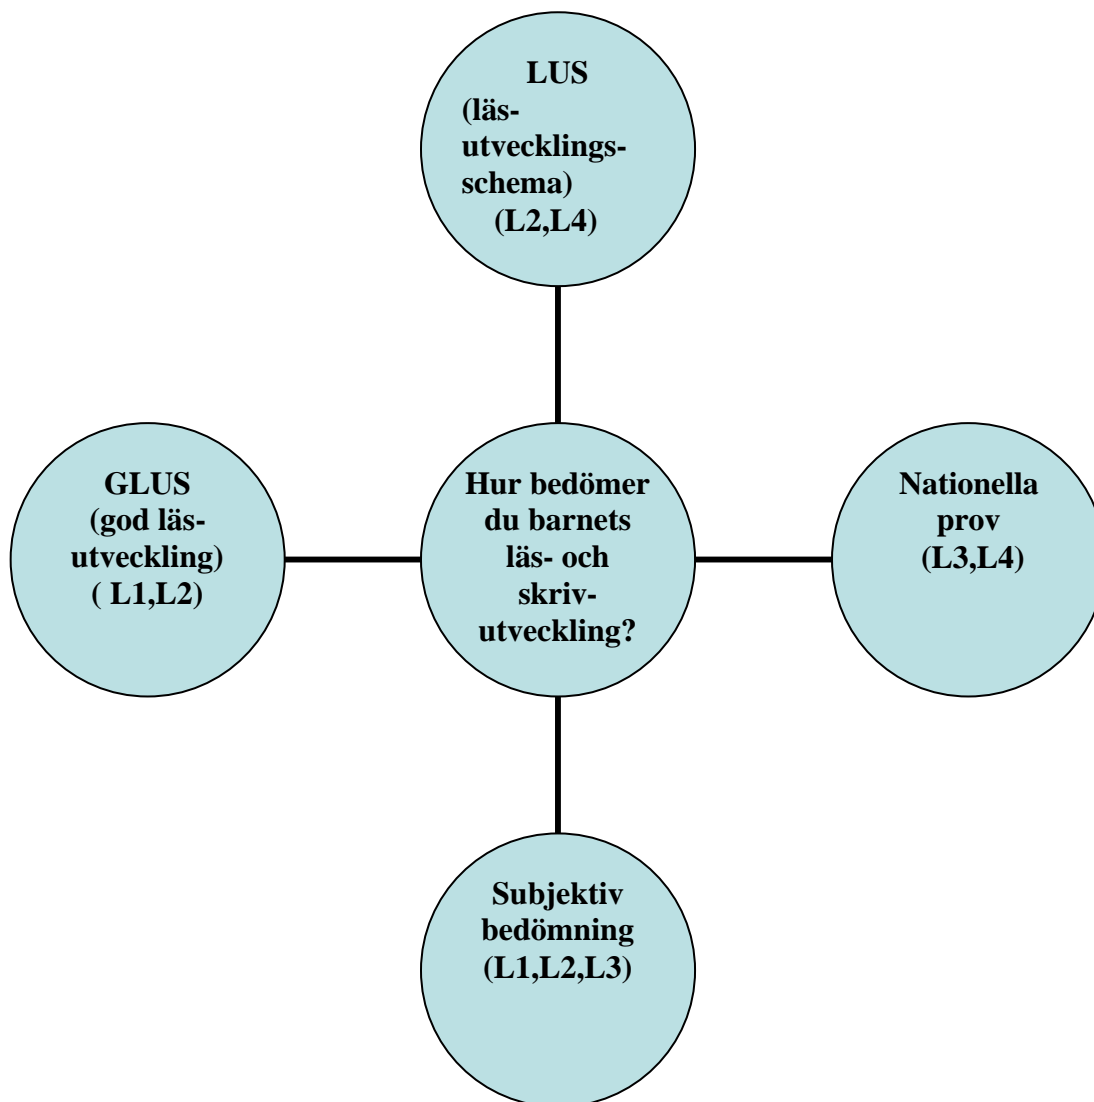 LUS
(läs-
utvecklings-
schema)
(L2,L4)
GLUS
(god läs-
utveckling)
( L1,L2)
Hur bedömer
du barnets
läs- och
skriv-
utveckling?
Nationella
prov
(L3,L4)
Subjektiv
bedömning
(L1,L2,L3)